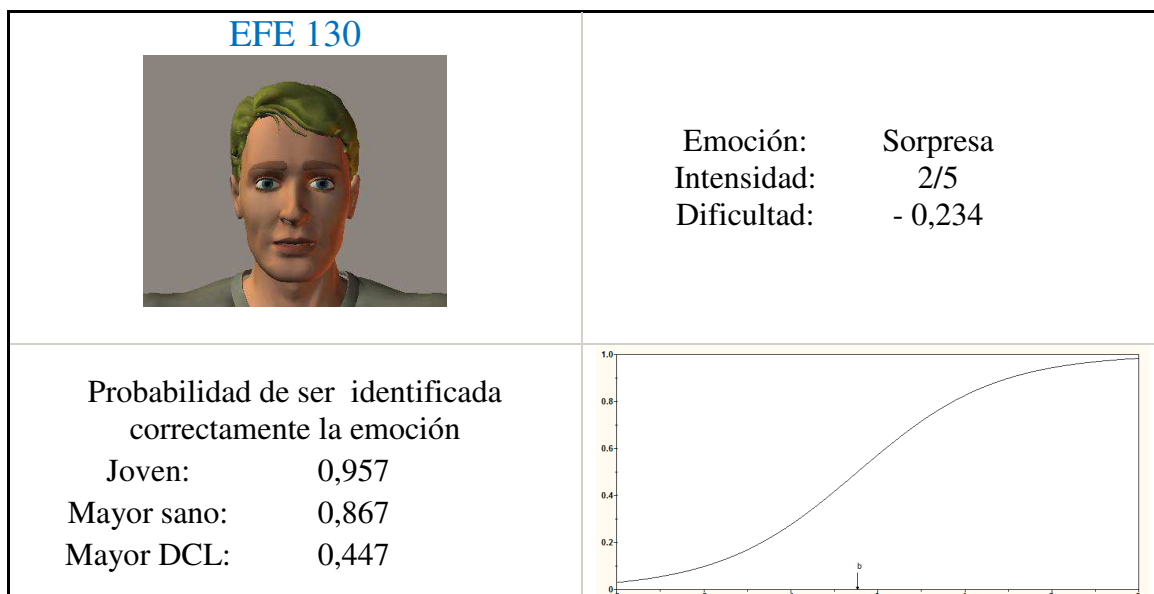 EFE 130
Emoción: Sorpresa
Intensidad: 2/5
Dificultad: - 0,234
Probabilidad de ser identificada
correctamente la emoción
Joven: 0,957
Mayor sano: 0,867
Mayor DCL: 0,447
1.0
0.8
0.6
0.4
0.2
0
b